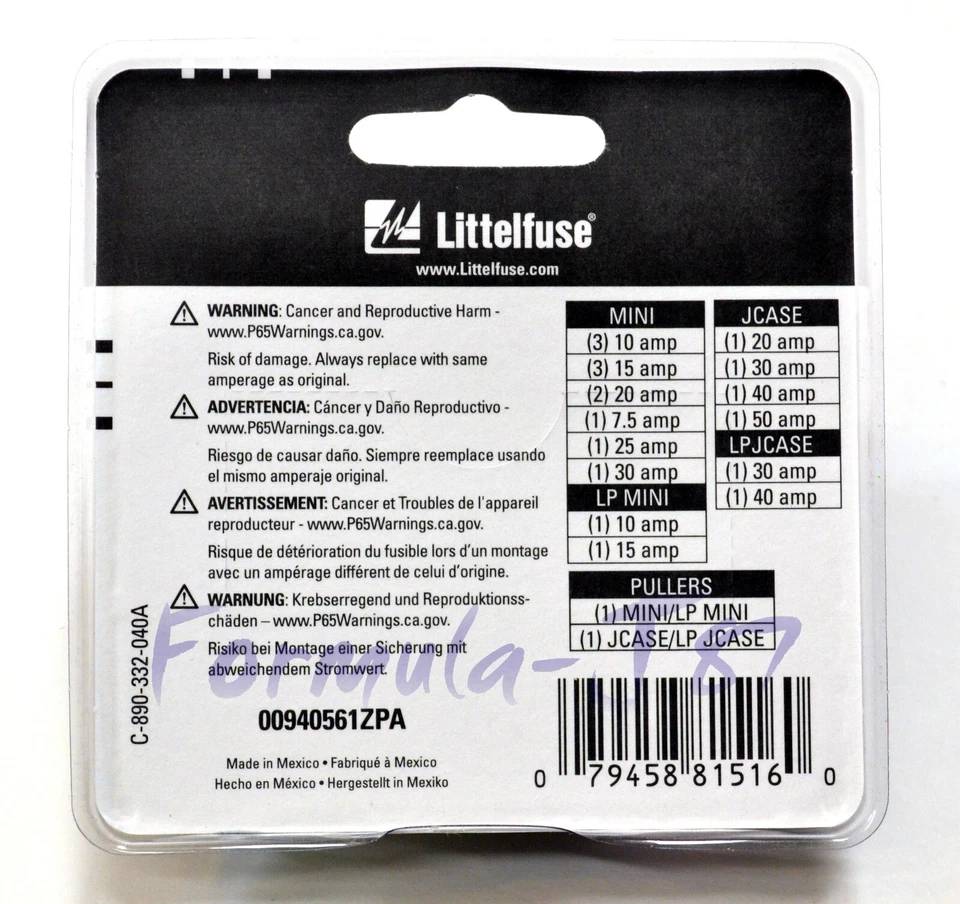 Littelfuse®
www.Littelfuse.com
WARNING: Cancer and Reproductive Harm -
www.P65Warnings.ca.gov.
Risk of damage. Always replace with same
amperage as original.
ADVERTENCIA: Cáncer y Daño Reproductivo -
www.P65Warnings.ca.gov.
Riesgo de causar daño. Siempre reemplace usando
el mismo amperaje original.
AVERTISSEMENT: Cancer et Troubles de l'appareil
reproducteur - www.P65Warnings.ca.gov.
Risque de détérioration du fusible lors d'un montage
avec un ampérage différent de celui d'origine.
WARNUNG: Krebserregend und Reproduktions-
schäden – www.P65Warnings.ca.gov.
Risiko bei Montage einer Sicherung mit
abweichendem Stromwert.
00940561ZPA
Made in Mexico • Fabriqué à Mexico
Hecho en México • Hergestellt in Mexiko
C-890-332-040A
MINI
(3) 10 amp
(3) 15 amp
(2) 20 amp
(1) 7.5 amp
(1) 25 amp
(1) 30 amp
LP MINI
(1) 10 amp
(1) 15 amp
JCASE
(1) 20 amp
(1) 30 amp
(1) 40 amp
(1) 50 amp
LPJCASE
(1) 30 amp
(1) 40 amp
PULLERS
(1) MINI/LP MINI
(1) JCASE/LP JCASE
0 79458 81516 0
Formula-J87